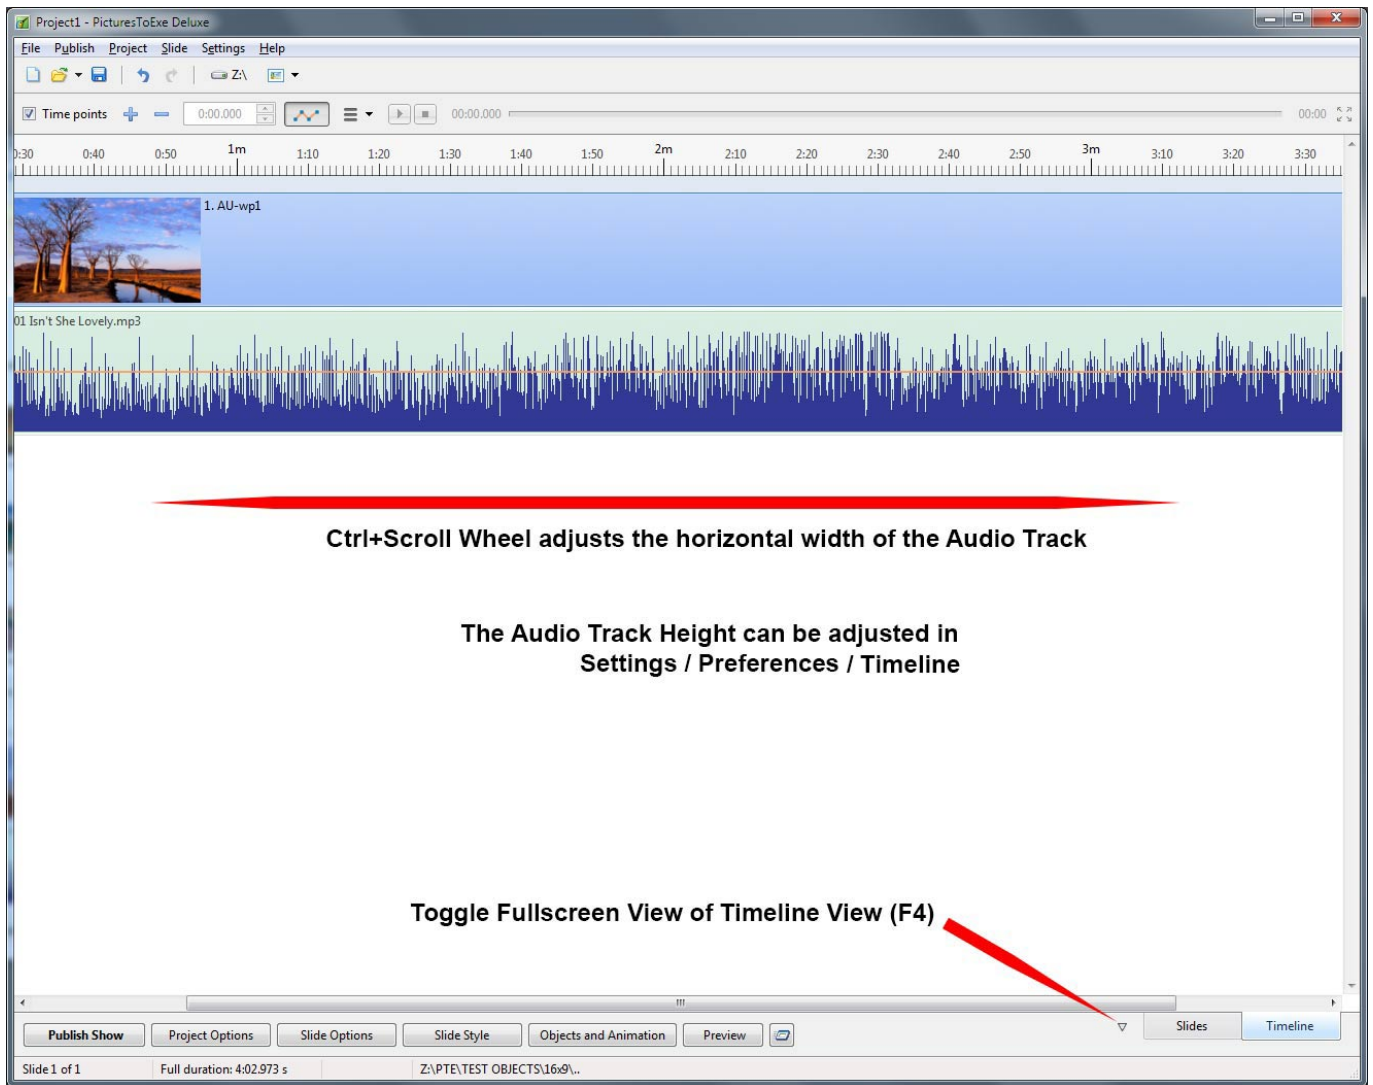 Project1 - PicturesToExe Deluxe
File Publish Project Slide Settings Help
Z:\
Time points 0:00.000 00:00.000 00:00
0:30 0:40 0:50 1m 1:10 1:20 1:30 1:40 1:50 2m 2:10 2:20 2:30 2:40 2:50 3m 3:10 3:20 3:30
1. AU-wp1
01 Isn't She Lovely.mp3
Ctrl+Scroll Wheel adjusts the horizontal width of the Audio Track
The Audio Track Height can be adjusted in
Settings / Preferences / Timeline
Toggle Fullscreen View of Timeline View (F4)
Publish Show Project Options Slide Options Slide Style Objects and Animation Preview Slides Timeline
Slide 1 of 1 Full duration: 4:02.973 s Z:\PTE\TEST OBJECTS\16x9\..